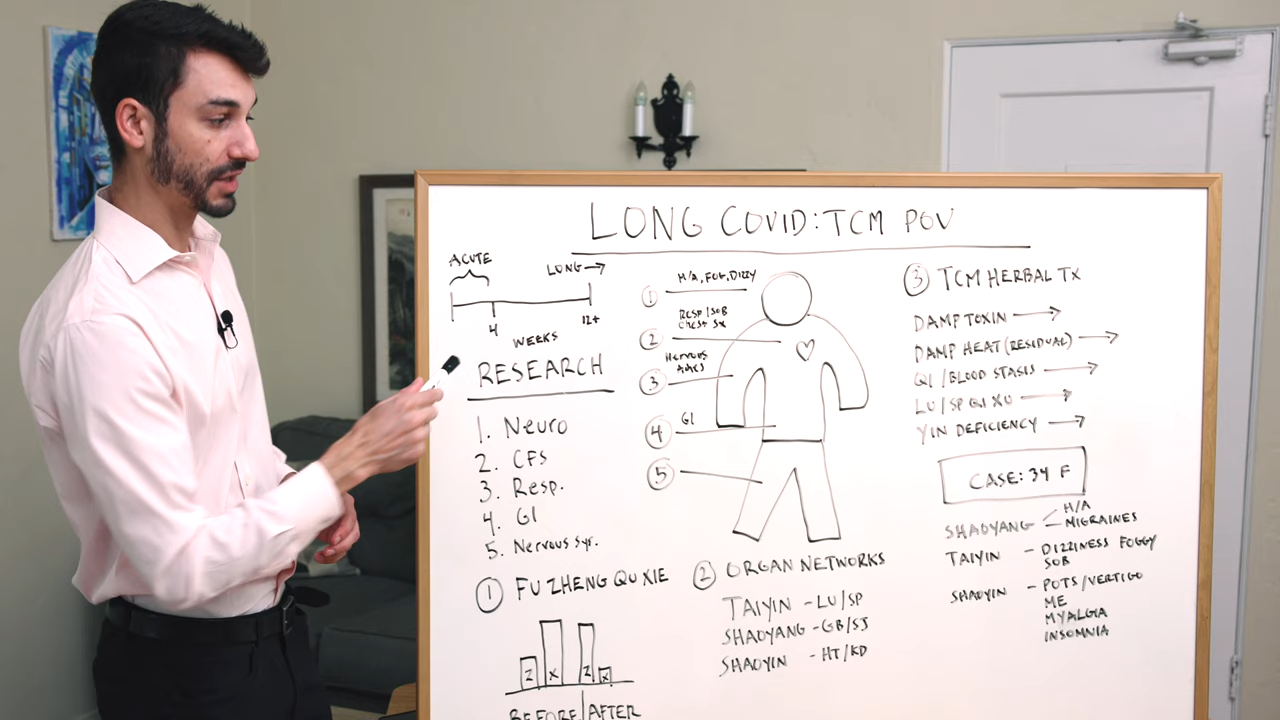 LONG COVID: TCM POV
ACUTE
LONG →
4
12+
WEEKS
RESEARCH
1. Neuro
2. CFS
3. Resp.
4. GI
5. Nervous Sys.
① FU ZHENG QU XIE
Z X Z X
BEFORE | AFTER
① H/A, FOG, DIZZY
② RESP / SOB
Chest Sx
③ Nervous
Aches
④ GI
⑤
② ORGAN NETWORKS
TAIYIN - LU/SP
SHAOYANG - GB/SJ
SHAOYIN - HT/KD
③ TCM HERBAL TX
DAMP TOXIN →
DAMP HEAT (RESIDUAL) →
QI / BLOOD STASIS →
LU / SP QI XU →
YIN DEFICIENCY →
CASE: 34 F
SHAOYANG < H/A
MIGRAINES
TAIYIN - DIZZINESS FOGGY
SOB
SHAOYIN - POTS / VERTIGO
ME
MYALGIA
INSOMNIA